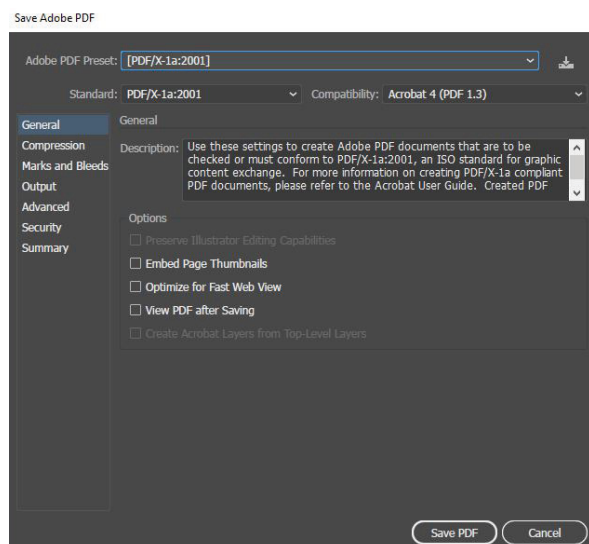 Save Adobe PDF
Adobe PDF Preset: [PDF/X-1a:2001]
Standard: PDF/X-1a:2001 Compatibility: Acrobat 4 (PDF 1.3)
General
Compression
Marks and Bleeds
Output
Advanced
Security
Summary
General
Description: Use these settings to create Adobe PDF documents that are to be
checked or must conform to PDF/X-1a:2001, an ISO standard for graphic
content exchange. For more information on creating PDF/X-1a compliant
PDF documents, please refer to the Acrobat User Guide. Created PDF
Options
Preserve Illustrator Editing Capabilities
Embed Page Thumbnails
Optimize for Fast Web View
View PDF after Saving
Create Acrobat Layers from Top-Level Layers
Save PDF Cancel